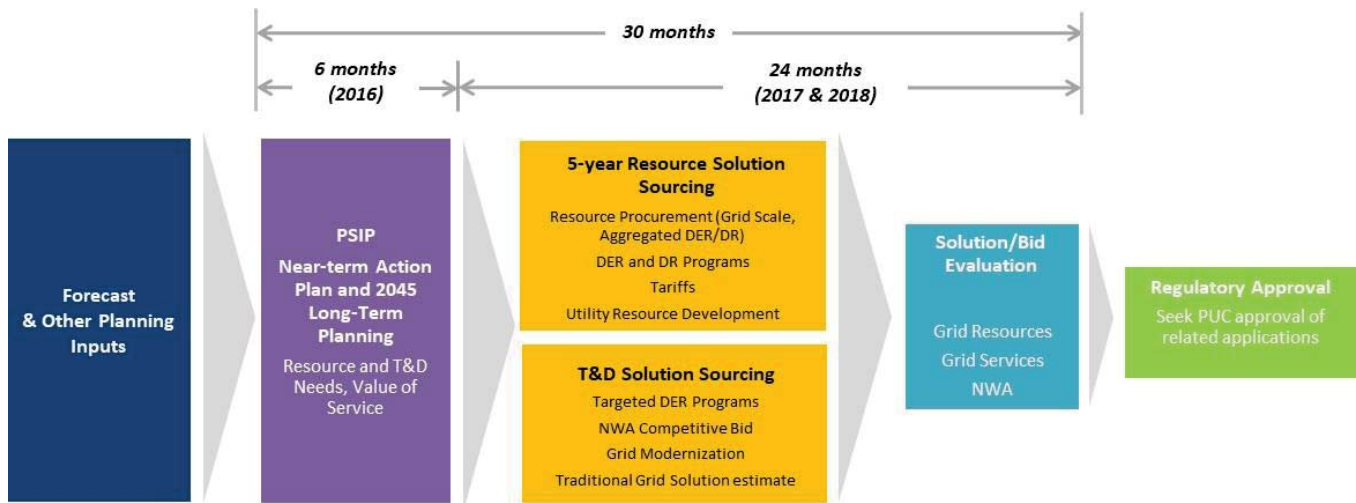 30 months
6 months
(2016)
24 months
(2017 & 2018)
Forecast
& Other Planning
Inputs
PSIP
Near-term Action
Plan and 2045
Long-Term
Planning
Resource and T&D
Needs, Value of
Service
5-year Resource Solution
Sourcing
Resource Procurement (Grid Scale,
Aggregated DER/DR)
DER and DR Programs
Tariffs
Utility Resource Development
T&D Solution Sourcing
Targeted DER Programs
NWA Competitive Bid
Grid Modernization
Traditional Grid Solution estimate
Solution/Bid
Evaluation
Grid Resources
Grid Services
NWA
Regulatory Approval
Seek PUC approval of
related applications